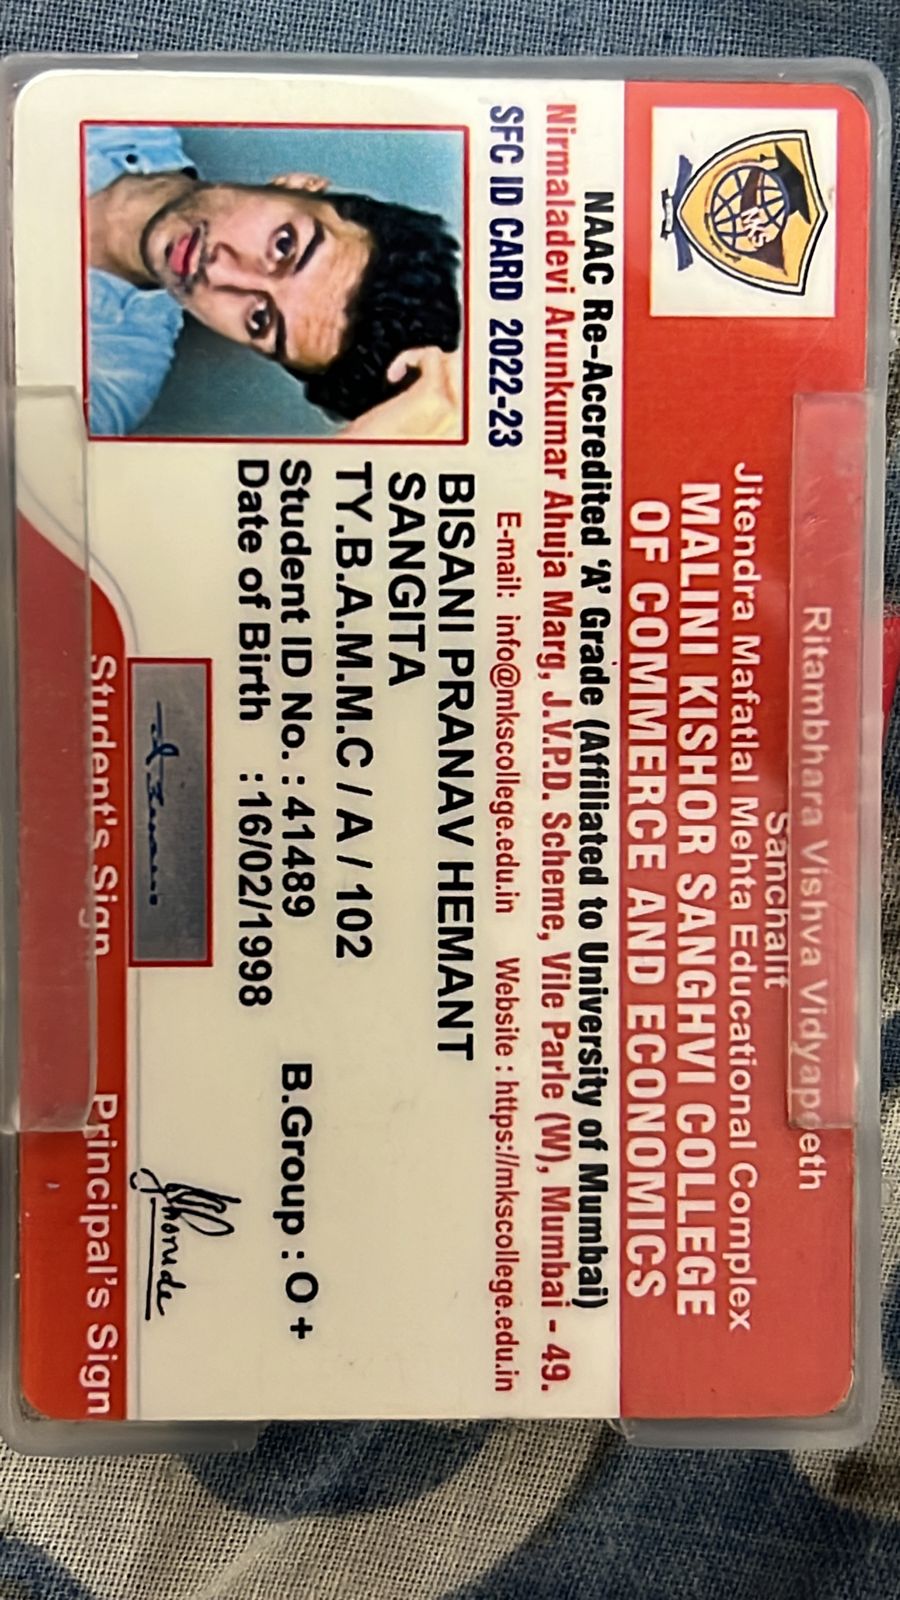 Ritambhara Vishva Vidyapeeth
Sanchalit
Jitendra Mafatlal Mehta Educational Complex
MALINI KISHOR SANGHVI COLLEGE
OF COMMERCE AND ECONOMICS
MKS
NAAC Re-Accredited ‘A’ Grade (Affiliated to University of Mumbai)
Nirmaladevi Arunkumar Ahuja Marg, J.V.P.D. Scheme, Vile Parle (W), Mumbai - 49.
SFC ID CARD 2022-23 E-mail: info@mkscollege.edu.in Website : https://mkscollege.edu.in
BISANI PRANAV HEMANT
SANGITA
TY.B.A.M.M.C / A / 102
Student ID No. : 41489 B.Group : O +
Date of Birth : 16/02/1998
Student's Sign Principal's Sign